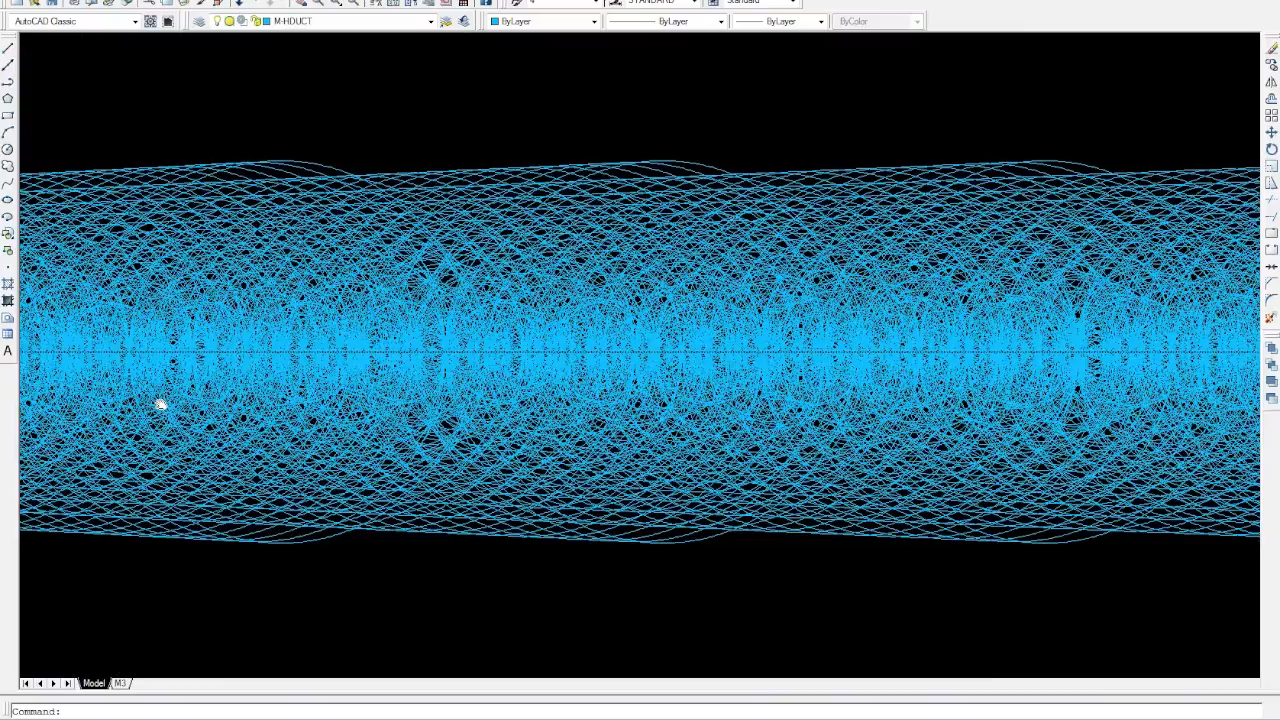 STANDARD
Standard
AutoCAD Classic
M-HDUCT
ByLayer
ByLayer
ByLayer
ByColor
A
Model
M3
Command: